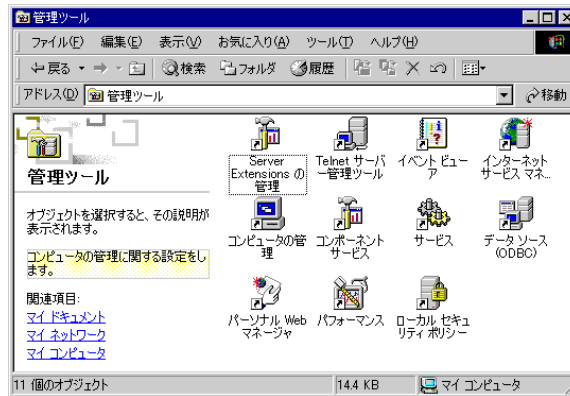 管理ツール
ファイル(F) 編集(E) 表示(V) お気に入り(A) ツール(T) ヘルプ(H)
戻る 検索 フォルダ 履歴
アドレス(D) 管理ツール 移動
管理ツール
オブジェクトを選択すると、その説明が
表示されます。
コンピュータの管理に関する設定をし
ます。
関連項目:
マイ ドキュメント
マイ ネットワーク
マイ コンピュータ
Server
Extensions の
管理
Telnet サーバ
ー管理ツール
イベント ビュー
ア
インターネット
サービス マネ...
コンピュータの管
理
コンポーネント
サービス
サービス
データ ソース
(ODBC)
パーソナル Web
マネージャ
パフォーマンス
ローカル セキュ
リティ ポリシー
11 個のオブジェクト 14.4 KB マイ コンピュータ